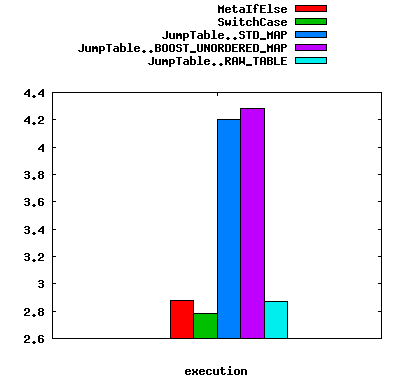 MetaIfElse
SwitchCase
JumpTable..STD_MAP
JumpTable..BOOST_UNORDERED_MAP
JumpTable..RAW_TABLE
4.4
4.2
4
3.8
3.6
3.4
3.2
3
2.8
2.6
execution